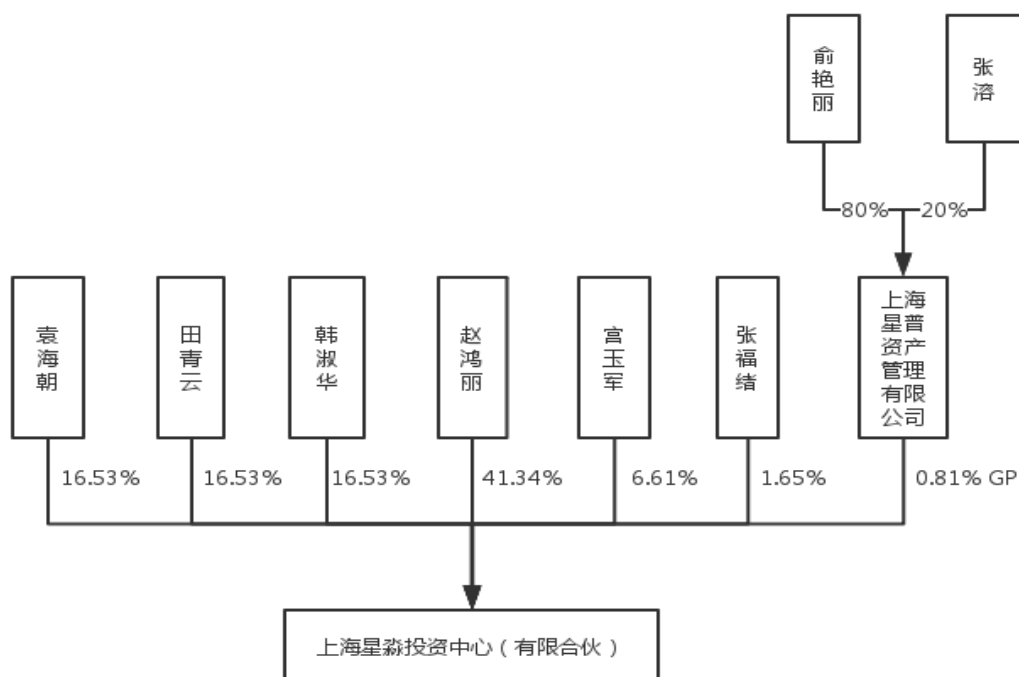 俞艳丽
张溶
80%
20%
袁海朝
田青云
韩淑华
赵鸿丽
宫玉军
张福绪
上海
星普
资产
管理
有限
公司
16.53%
16.53%
16.53%
41.34%
6.61%
1.65%
0.81% GP
上海星淼投资中心（有限合伙）